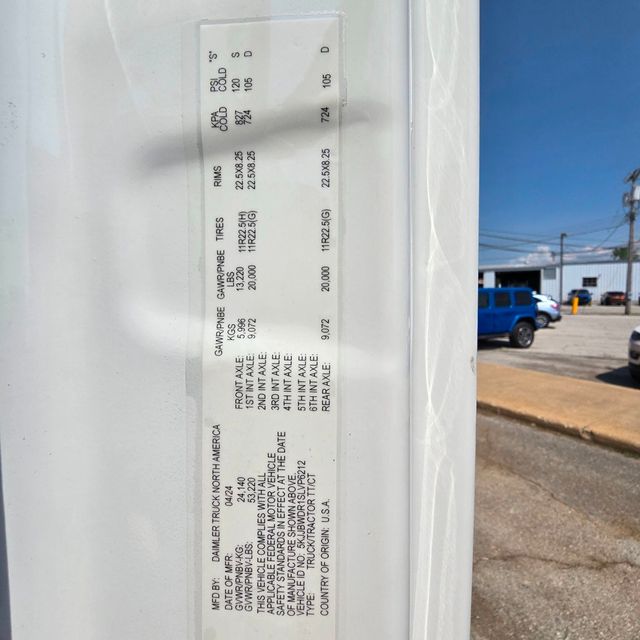 MFD BY: DAIMLER TRUCK NORTH AMERICA
DATE OF MFR: 04/24
GVWR/PNBV-KG: 24,140
GVWR/PNBV-LBS: 53,220
THIS VEHICLE COMPLIES WITH ALL
APPLICABLE FEDERAL MOTOR VEHICLE
SAFETY STANDARDS IN EFFECT AT THE DATE
OF MANUFACTURE SHOWN ABOVE.
VEHICLE ID NO: 5KJJBWDR1SLVP6212
TYPE: TRUCK/TRACTOR TT/CT
COUNTRY OF ORIGIN: U.S.A.
GAWR/PNBE GAWR/PNBE TIRES RIMS KPA PSI "S"
KGS LBS COLD COLD
FRONT AXLE: 5,996 13,220 11R22.5(H) 22.5X8.25 827 120 S
1ST INT AXLE: 9,072 20,000 11R22.5(G) 22.5X8.25 724 105 D
2ND INT AXLE:
3RD INT AXLE:
4TH INT AXLE:
5TH INT AXLE:
6TH INT AXLE:
REAR AXLE: 9,072 20,000 11R22.5(G) 22.5X8.25 724 105 D